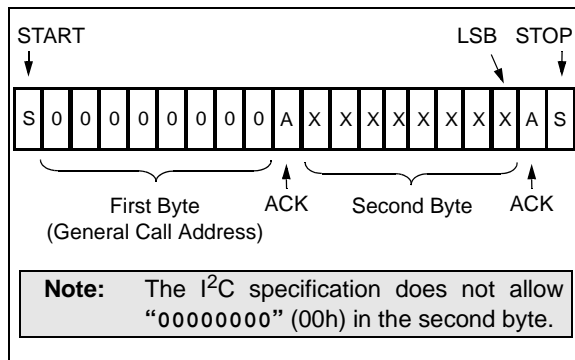 START LSB STOP
S 0 0 0 0 0 0 0 0 A X X X X X X X X A S
First Byte ACK Second Byte ACK
(General Call Address)
Note: The I2C specification does not allow
“00000000” (00h) in the second byte.